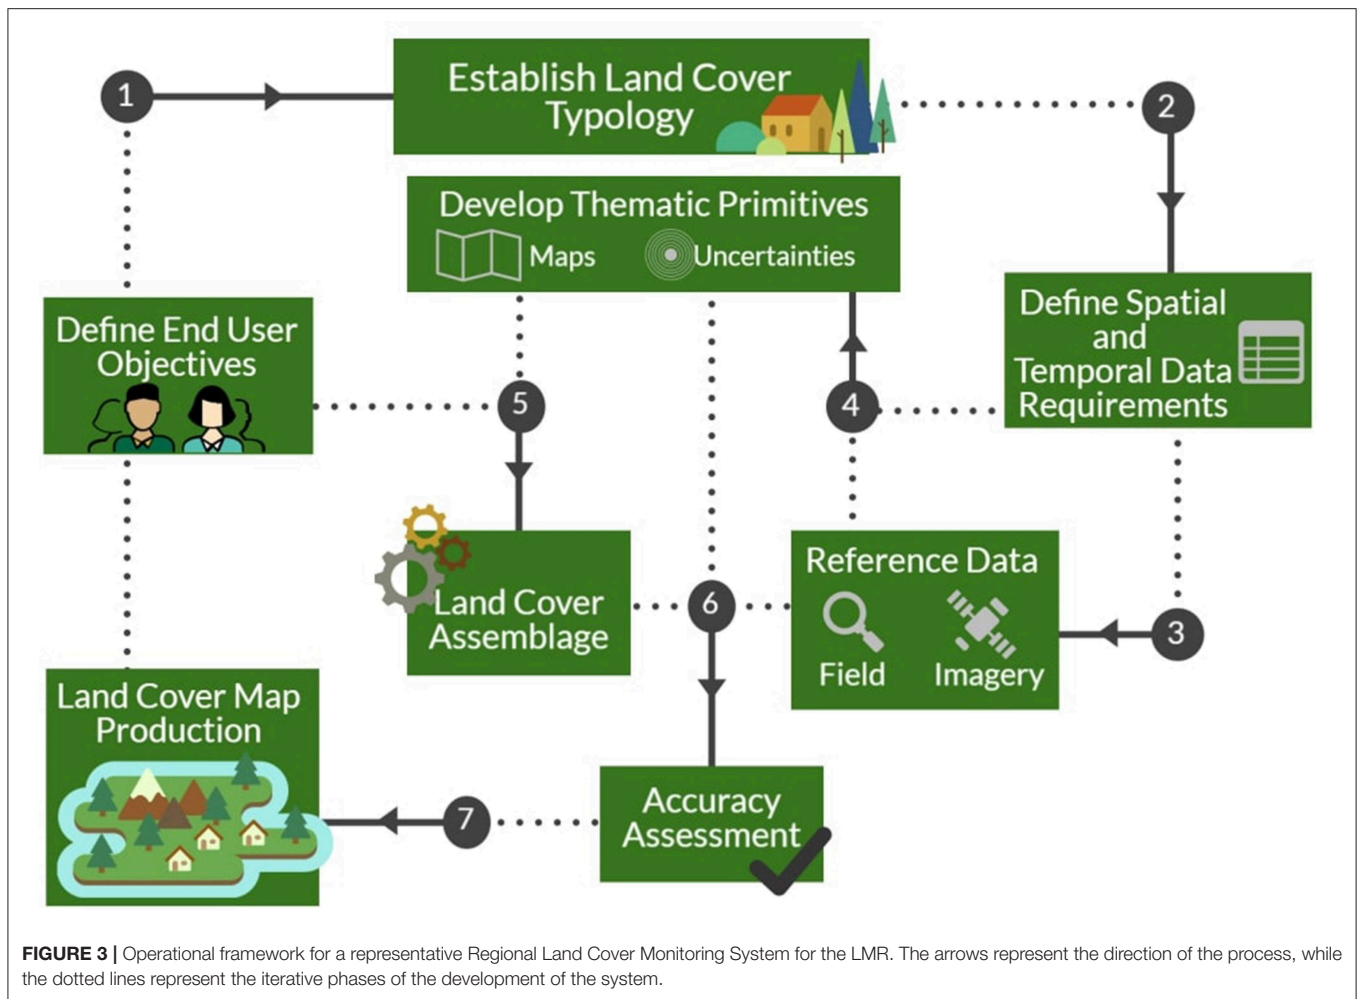 1
Establish Land Cover
Typology
2
Develop Thematic Primitives
Maps
Uncertainties
Define End User
Objectives
Define Spatial
and
Temporal Data
Requirements
5
4
Land Cover
Assemblage
6
Reference Data
Field
Imagery
3
Land Cover Map
Production
7
Accuracy
Assessment
FIGURE 3 | Operational framework for a representative Regional Land Cover Monitoring System for the LMR. The arrows represent the direction of the process, while
the dotted lines represent the iterative phases of the development of the system.